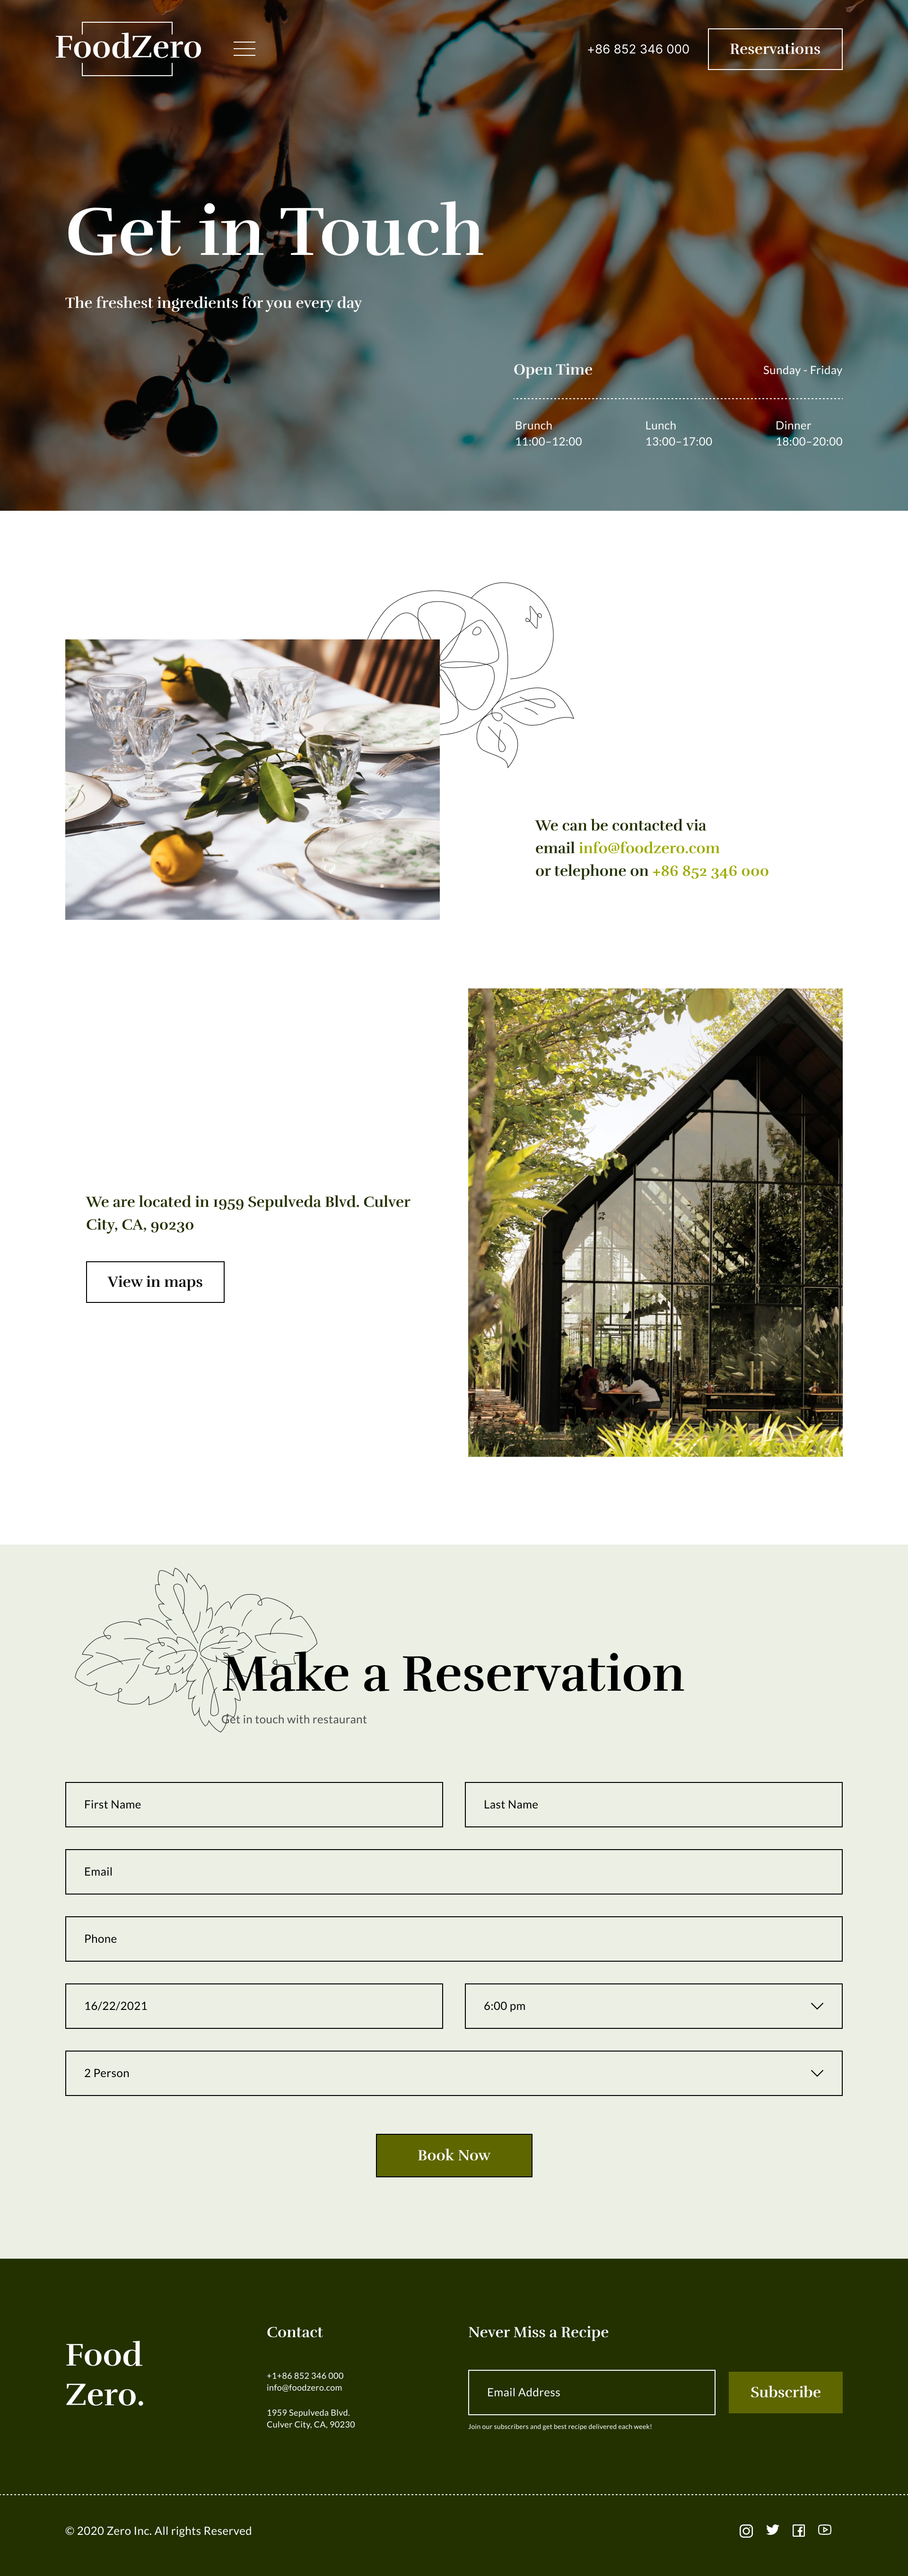 FoodZero
+86 852 346 000
Reservations
Get in Touch
The freshest ingredients for you every day
Open Time
Sunday - Friday
Brunch
11:00–12:00
Lunch
13:00–17:00
Dinner
18:00–20:00
We can be contacted via
email info@foodzero.com
or telephone on +86 852 346 000
We are located in 1959 Sepulveda Blvd. Culver
City, CA, 90230
View in maps
Make a Reservation
Get in touch with restaurant
First Name
Last Name
Email
Phone
16/22/2021
6:00 pm
2 Person
Book Now
Food
Zero.
Contact
+1+86 852 346 000
info@foodzero.com
1959 Sepulveda Blvd.
Culver City, CA, 90230
Never Miss a Recipe
Email Address
Subscribe
Join our subscribers and get best recipe delivered each week!
© 2020 Zero Inc. All rights Reserved